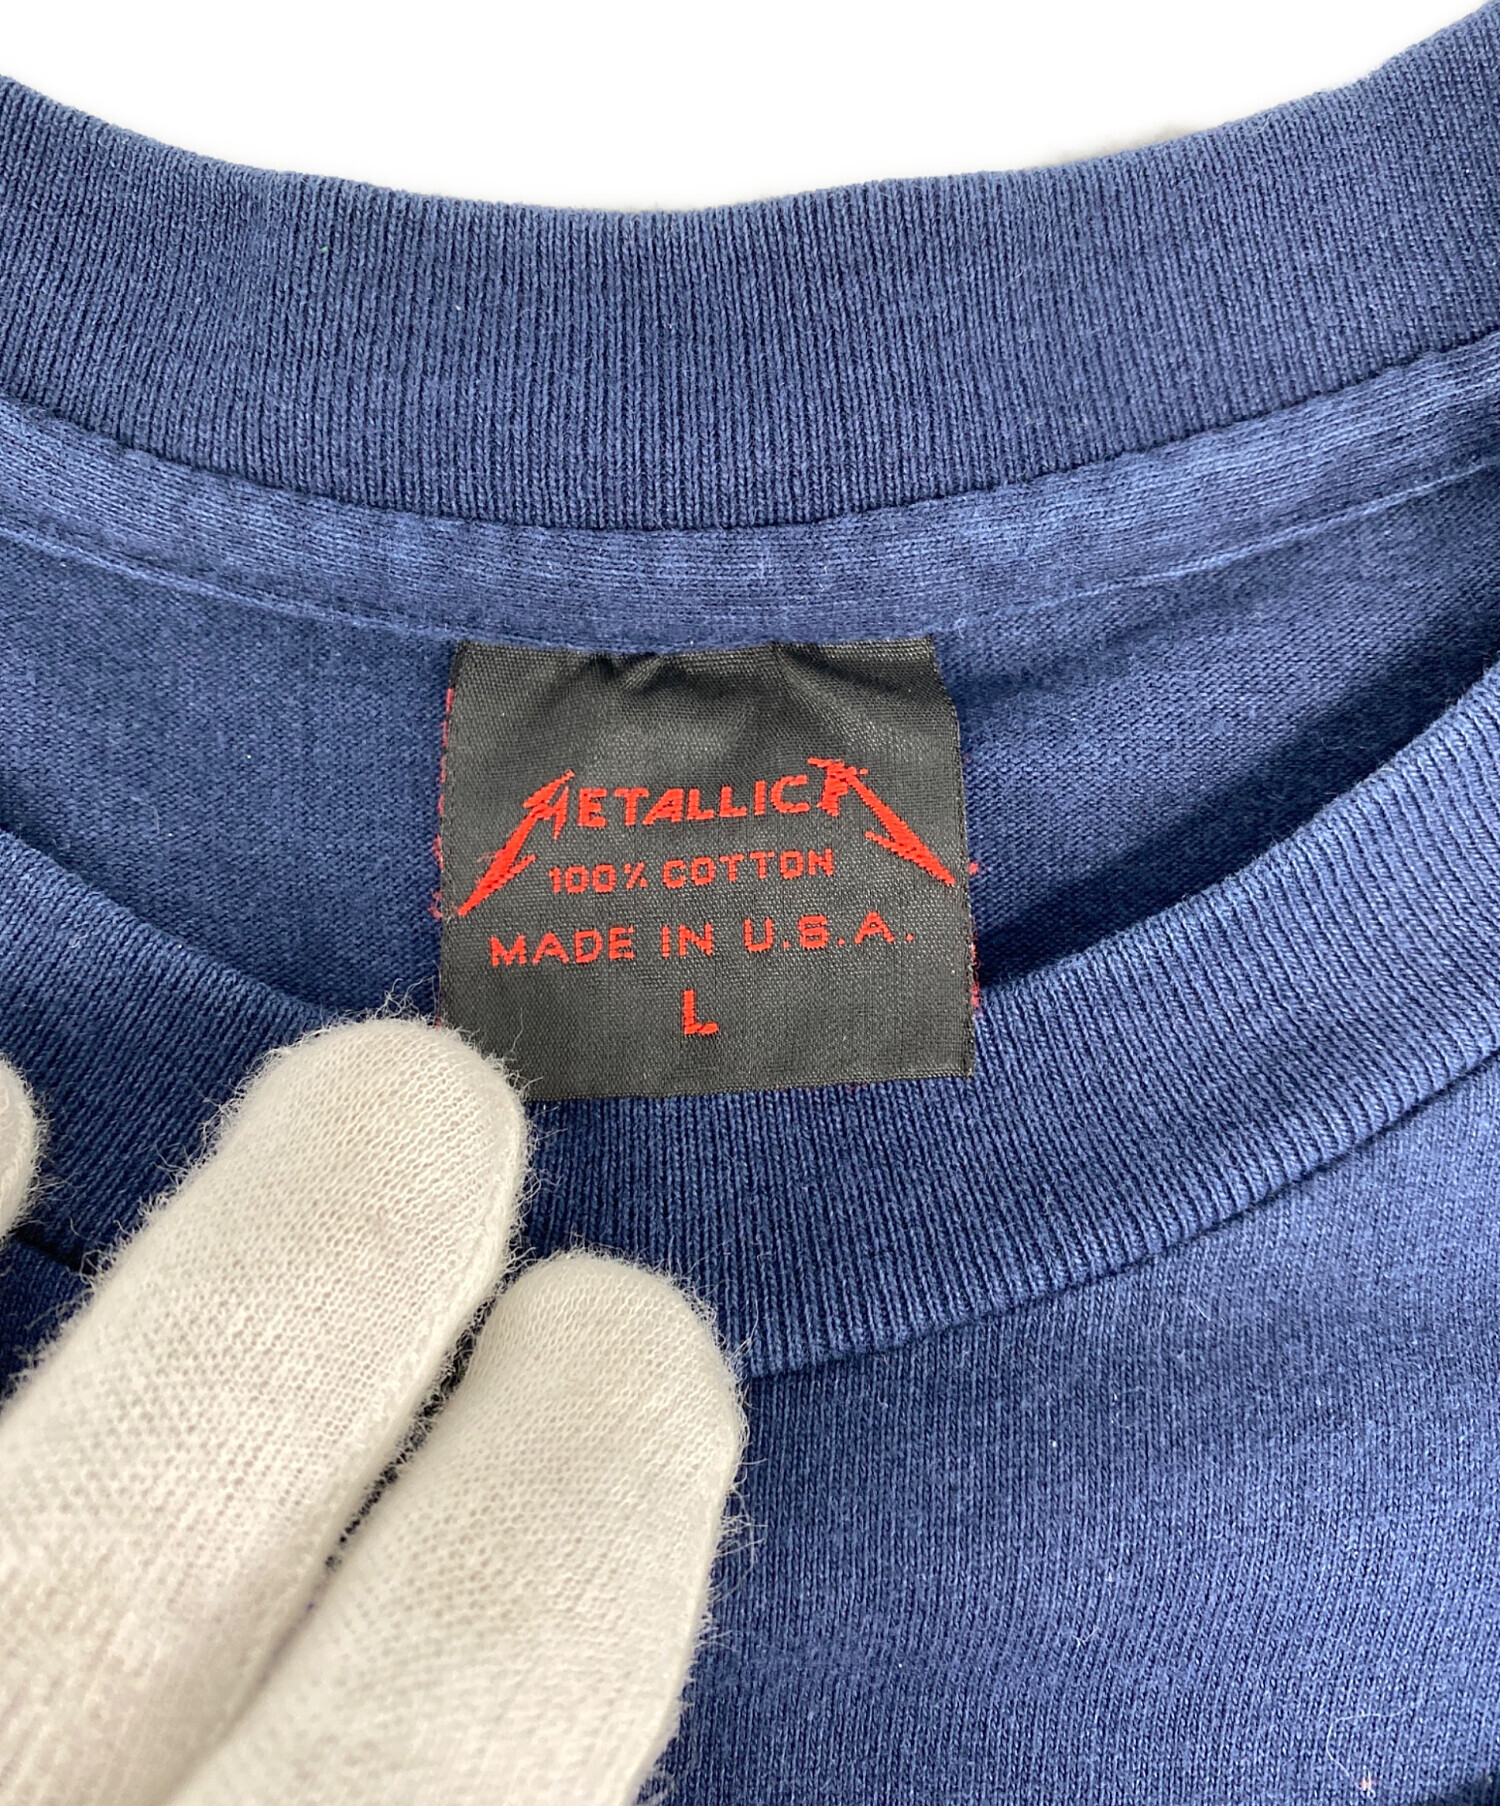 METALLICA
100% COTTON
MADE IN U.S.A.
L